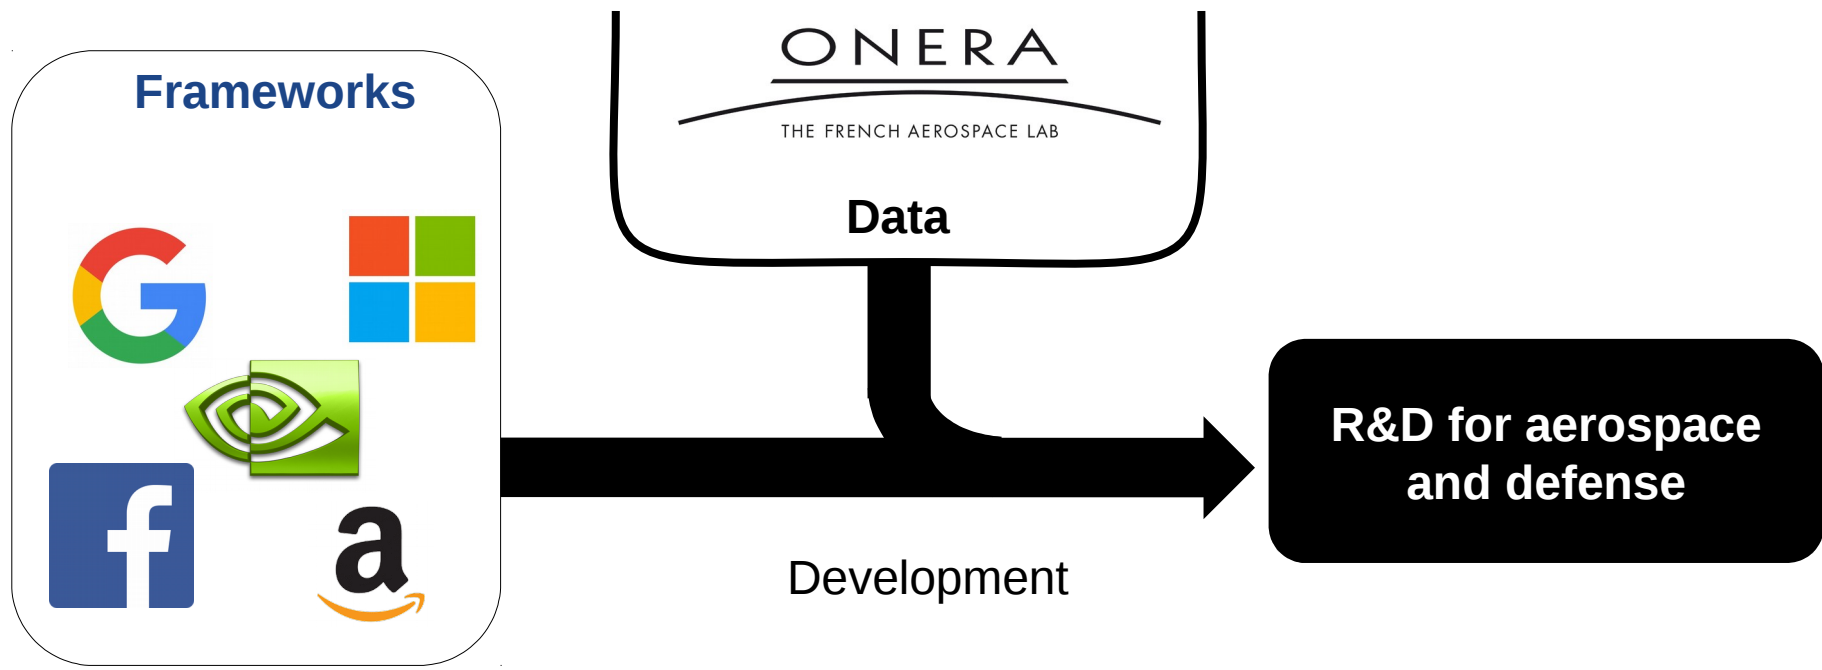 Frameworks
ONERA
THE FRENCH AEROSPACE LAB
Data
R&D for aerospace
and defense
Development